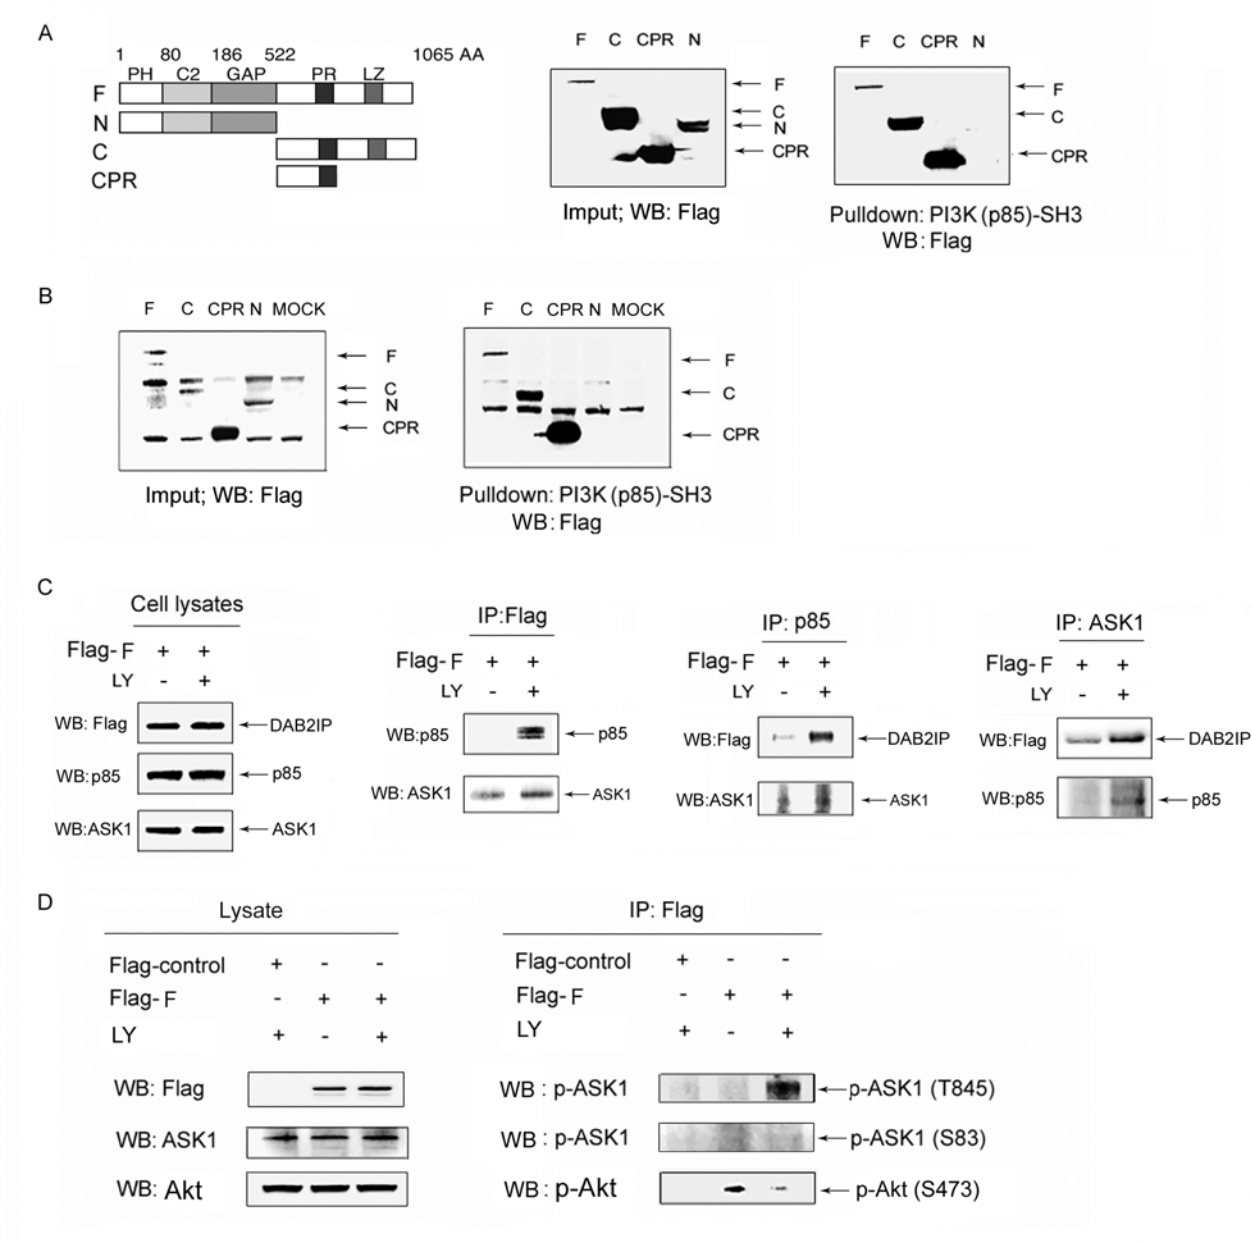 A
1 80 186 522 1065 AA
PH C2 GAP PR LZ
F
N
C
CPR
F C CPR N
F
C
N
CPR
Imput; WB: Flag
F C CPR N
F
C
CPR
Pulldown: PI3K (p85)-SH3
WB: Flag
B
F C CPR N MOCK
F
C
N
CPR
Imput; WB: Flag
F C CPR N MOCK
F
C
CPR
Pulldown: PI3K (p85)-SH3
WB: Flag
C
Cell lysates
Flag- F + +
LY - +
WB: Flag DAB2IP
WB: p85 p85
WB:ASK1 ASK1
IP:Flag
Flag- F + +
LY - +
WB:p85 p85
WB: ASK1 ASK1
IP: p85
Flag- F + +
LY - +
WB:Flag DAB2IP
WB:ASK1 ASK1
IP: ASK1
Flag- F + +
LY - +
WB:Flag DAB2IP
WB:p85 p85
D
Lysate
Flag-control + - -
Flag- F - + +
LY + - +
WB: Flag
WB: ASK1
WB: Akt
IP: Flag
Flag-control + - -
Flag- F - + +
LY + - +
WB : p-ASK1 p-ASK1 (T845)
WB : p-ASK1 p-ASK1 (S83)
WB : p-Akt p-Akt (S473)